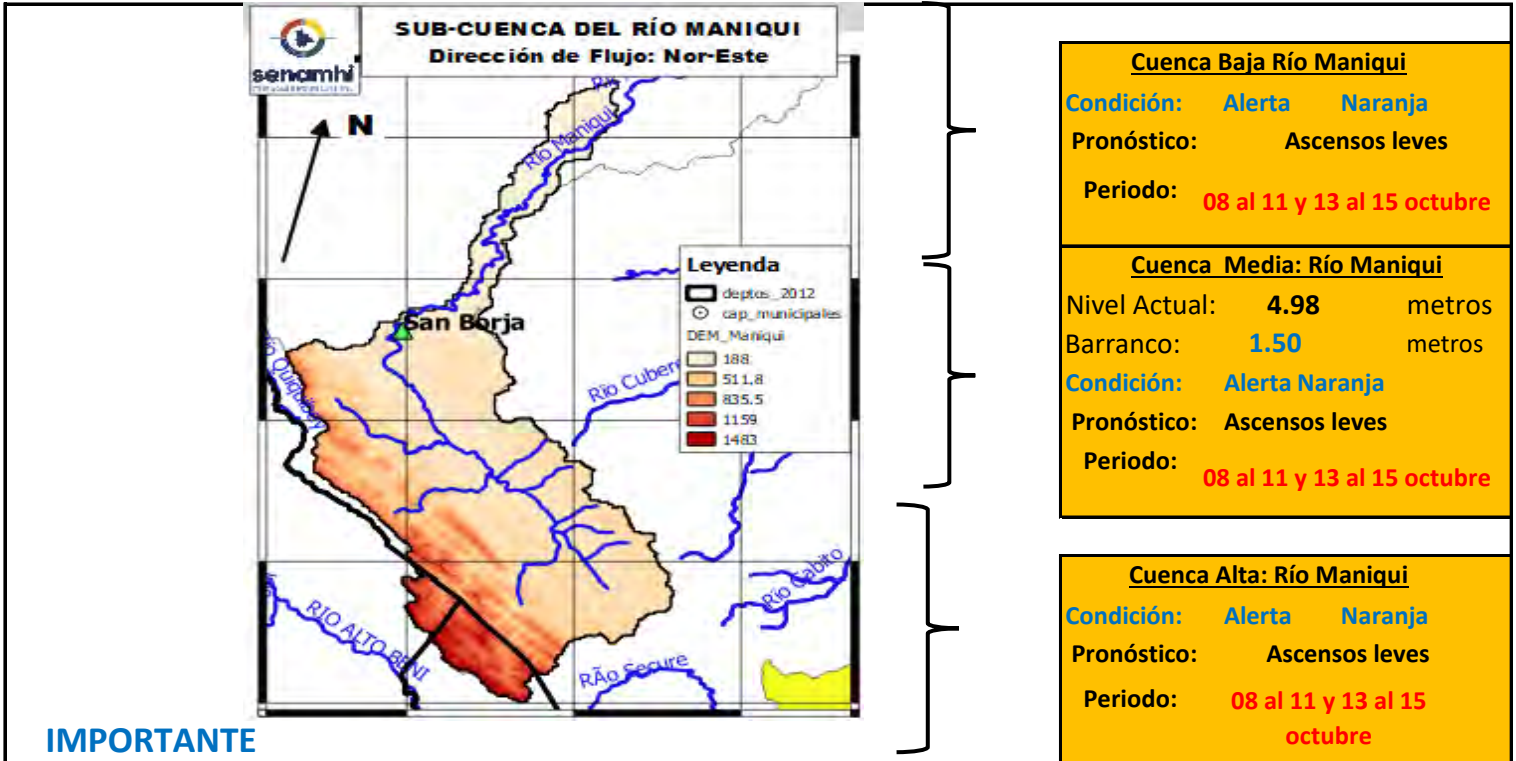 SUB-CUENCA DEL RÍO MANIQUI
Dirección de Flujo: Nor-Este
senamhi
N
Río Maniqui
Leyenda
deptos_2012
cap_municipales
DEM_Maniqui
188
511,8
835.5
1159
1483
San Borja
Río Cubere
RIO ALTO BENI
RÃo Secure
Río Cabito
IMPORTANTE
Cuenca Baja Río Maniqui
Condición: Alerta Naranja
Pronóstico: Ascensos leves
Periodo: 08 al 11 y 13 al 15 octubre
Cuenca Media: Río Maniqui
Nivel Actual: 4.98 metros
Barranco: 1.50 metros
Condición: Alerta Naranja
Pronóstico: Ascensos leves
Periodo: 08 al 11 y 13 al 15 octubre
Cuenca Alta: Río Maniqui
Condición: Alerta Naranja
Pronóstico: Ascensos leves
Periodo: 08 al 11 y 13 al 15
octubre